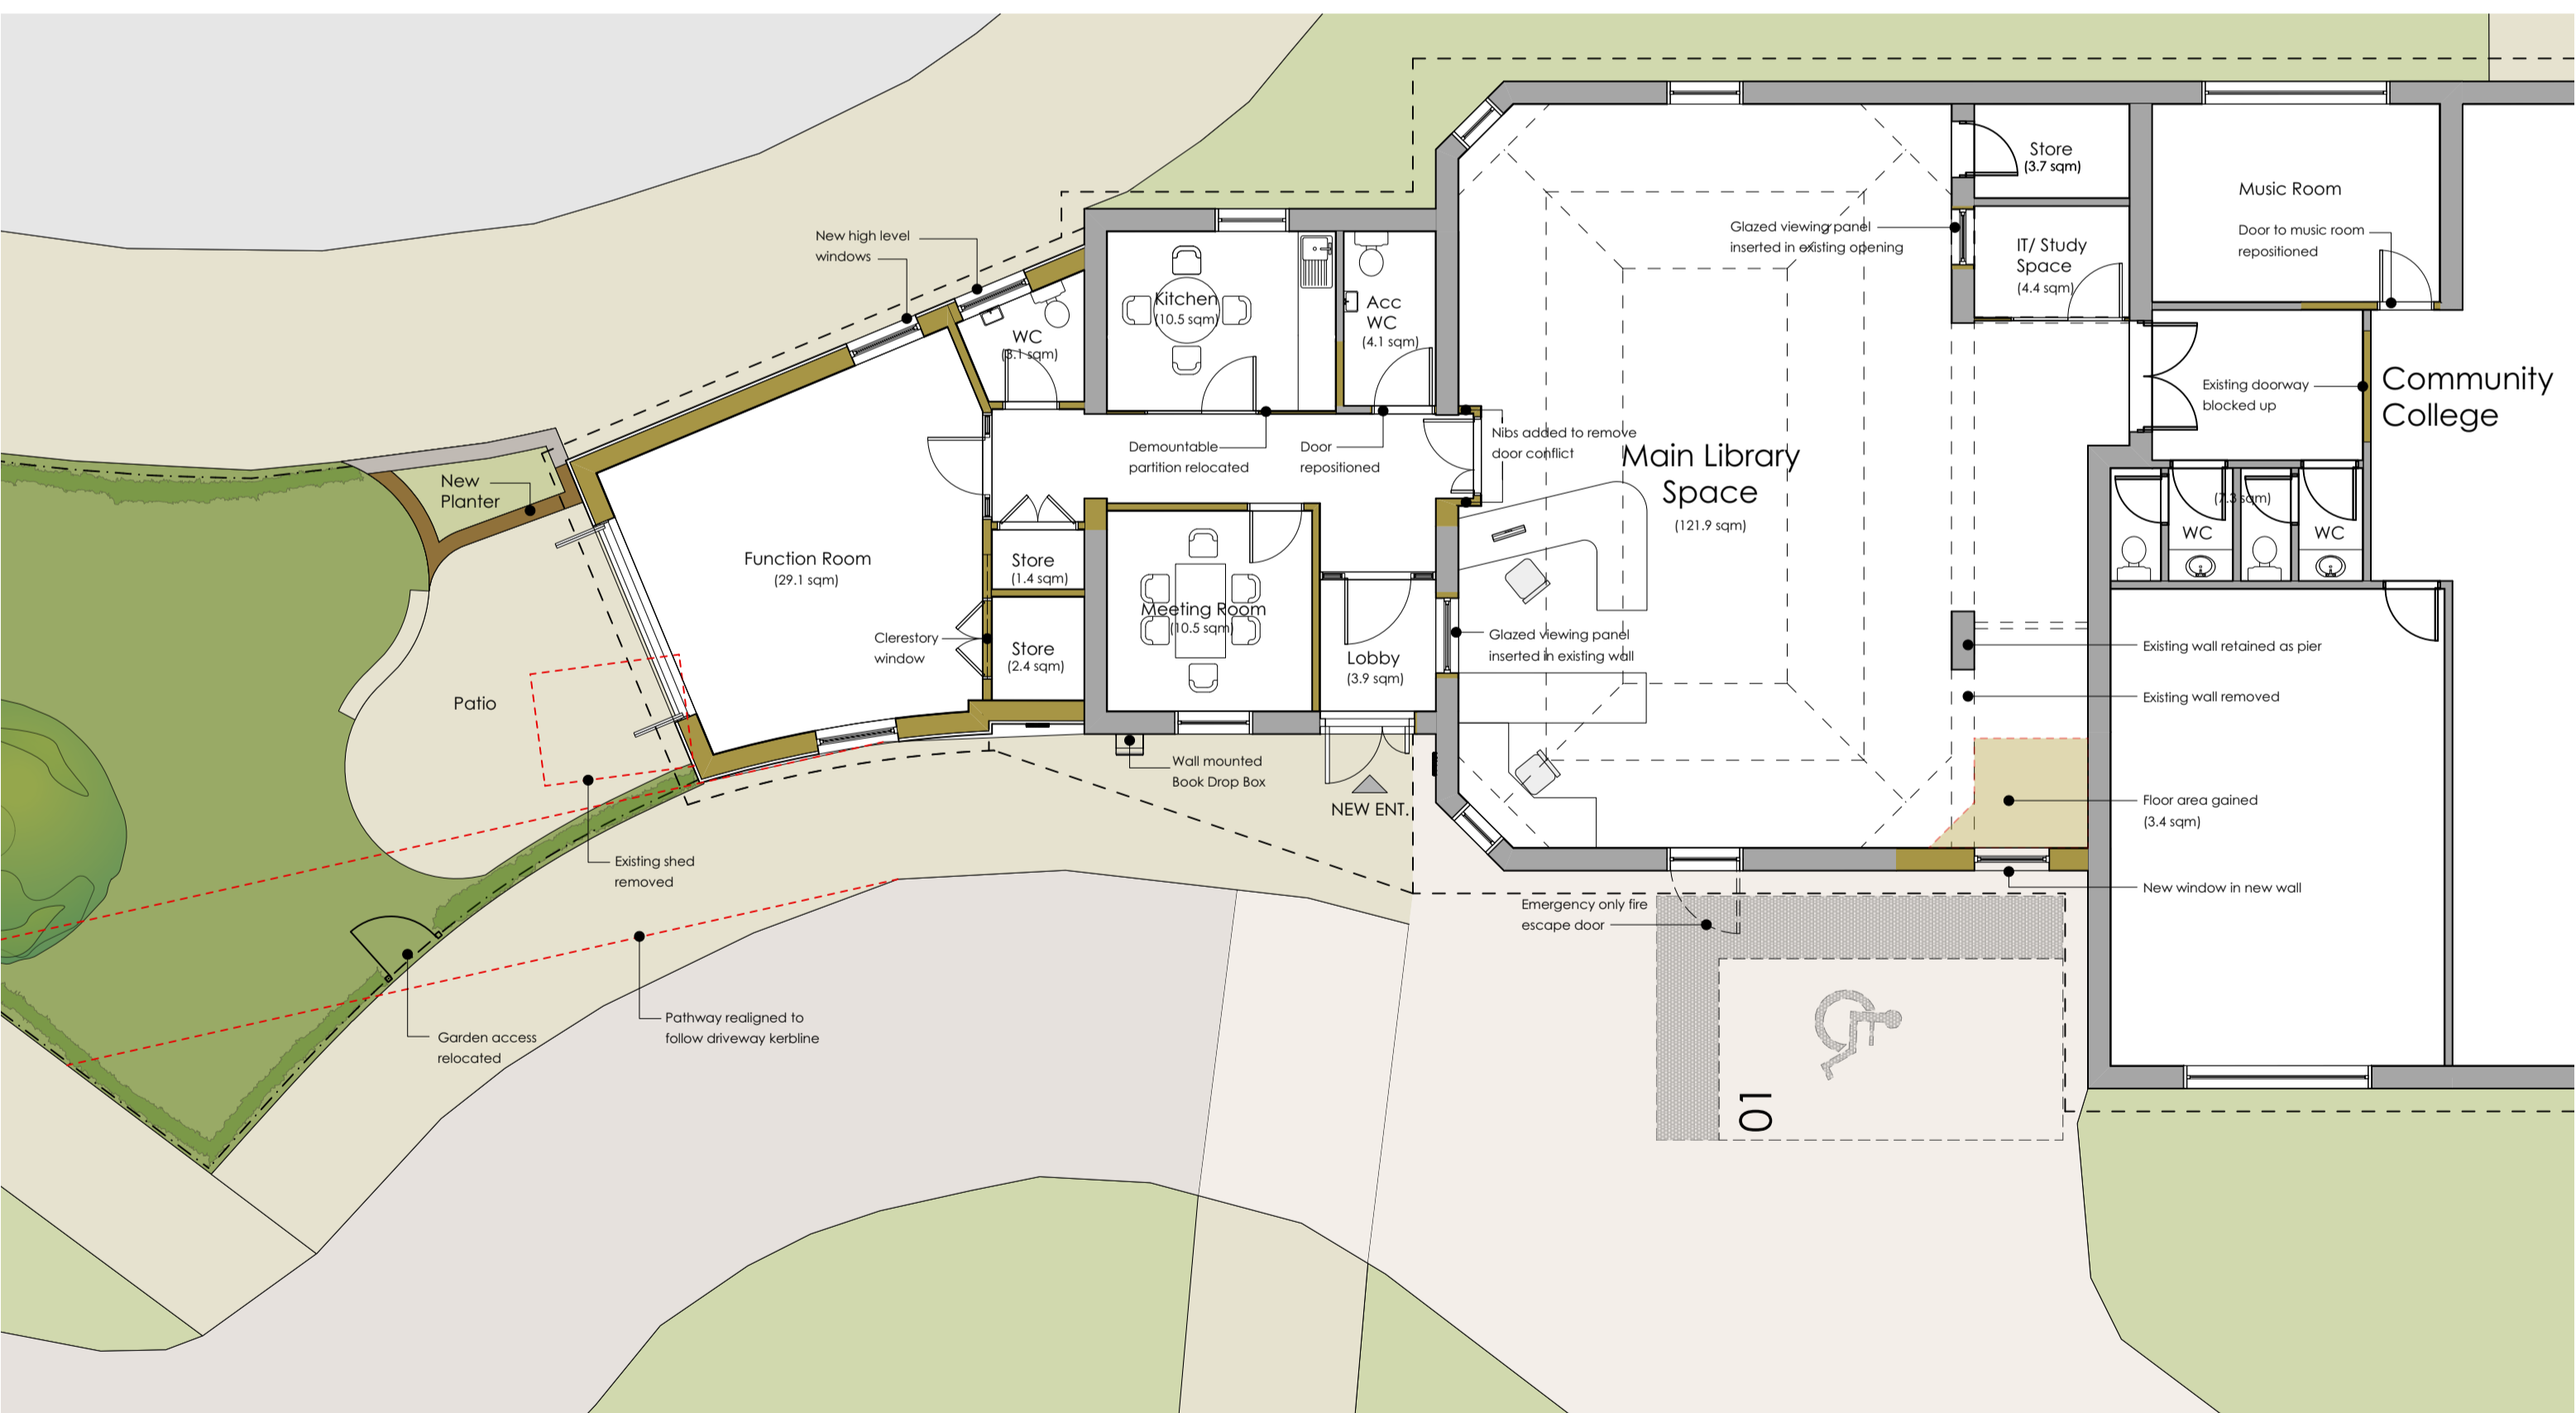 New high level
windows
WC
(3.1 sqm)
Kitchen
(10.5 sqm)
Acc
WC
(4.1 sqm)
Glazed viewing panel
inserted in existing opening
Store
(3.7 sqm)
IT/ Study
Space
(4.4 sqm)
Music Room
Door to music room
repositioned
Existing doorway
blocked up
Community
College
Demountable
partition relocated
Door
repositioned
Nibs added to remove
door conflict
Main Library
Space
(121.9 sqm)
(7.3 sqm)
WC
WC
New
Planter
Function Room
(29.1 sqm)
Store
(1.4 sqm)
Meeting Room
(10.5 sqm)
Clerestory
window
Store
(2.4 sqm)
Lobby
(3.9 sqm)
Glazed viewing panel
inserted in existing wall
Existing wall retained as pier
Existing wall removed
Patio
Wall mounted
Book Drop Box
NEW ENT.
Floor area gained
(3.4 sqm)
Existing shed
removed
New window in new wall
Emergency only fire
escape door
Garden access
relocated
Pathway realigned to
follow driveway kerbline
01